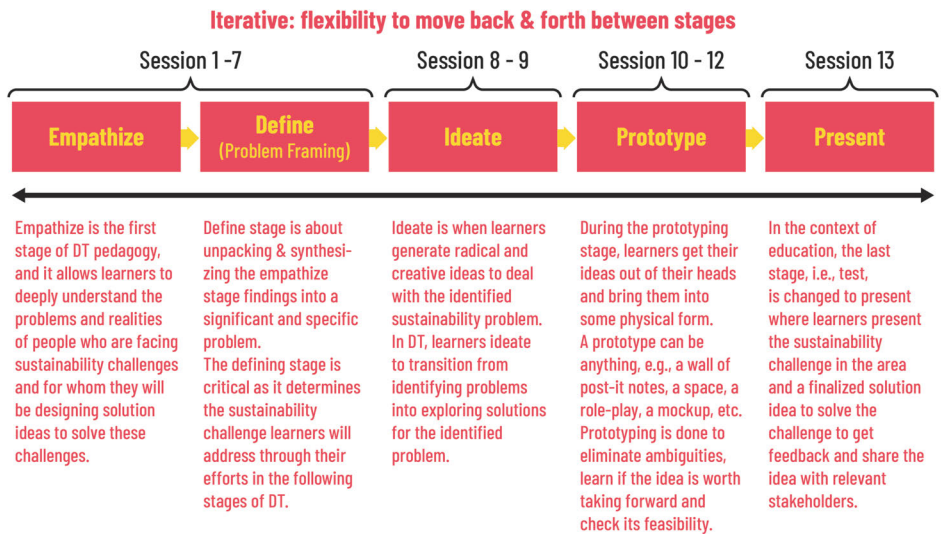 Iterative: flexibility to move back & forth between stages
Session 1 -7
Session 8 - 9
Session 10 - 12
Session 13
Empathize
Define
(Problem Framing)
Ideate
Prototype
Present
Empathize is the first
stage of DT pedagogy,
and it allows learners to
deeply understand the
problems and realities
of people who are facing
sustainability challenges
and for whom they will
be designing solution
ideas to solve these
challenges.
Define stage is about
unpacking & synthesi-
zing the empathize
stage findings into a
significant and specific
problem.
The defining stage is
critical as it determines
the sustainability
challenge learners will
address through their
efforts in the following
stages of DT.
Ideate is when learners
generate radical and
creative ideas to deal
with the identified
sustainability problem.
In DT, learners ideate
to transition from
identifying problems
into exploring solutions
for the identified
problem.
During the prototyping
stage, learners get their
ideas out of their heads
and bring them into
some physical form.
A prototype can be
anything, e.g., a wall of
post-it notes, a space, a
role-play, a mockup, etc.
Prototyping is done to
eliminate ambiguities,
learn if the idea is worth
taking forward and
check its feasibility.
In the context of
education, the last
stage, i.e., test,
is changed to present
where learners present
the sustainability
challenge in the area
and a finalized solution
idea to solve the
challenge to get
feedback and share the
idea with relevant
stakeholders.